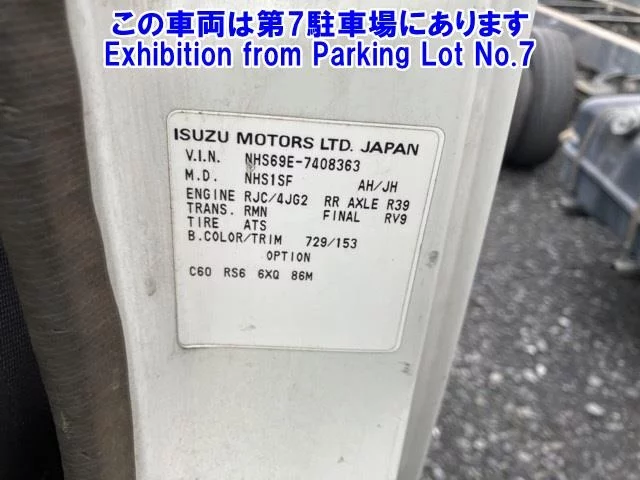 この車両は第7駐車場にあります
Exhibition from Parking Lot No.7
ISUZU MOTORS LTD. JAPAN
V.I.N. NHS69E-7408363
M.D. NHS1SF AH/JH
ENGINE RJC/4JG2 RR AXLE R39
TRANS. RMN FINAL RV9
TIRE ATS
B.COLOR/TRIM 729/153
OPTION
C60 RS6 6XQ 86M